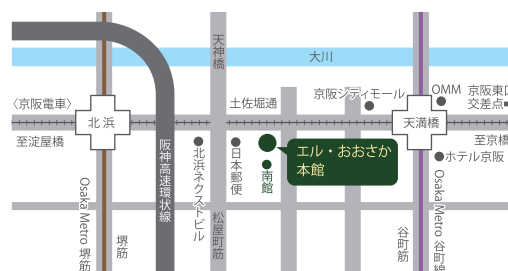 天神橋
大川
〈京阪電車〉
土佐堀通
京阪シティモール
OMM
京阪東口
交差点
北浜
天満橋
至淀屋橋
至京橋
阪神高速環状線
北浜ネクストビル
日本郵便
南館
エル・おおさか
本館
ホテル京阪
Osaka Metro 堺筋
堺筋
松屋町筋
谷町筋
Osaka Metro 谷町線